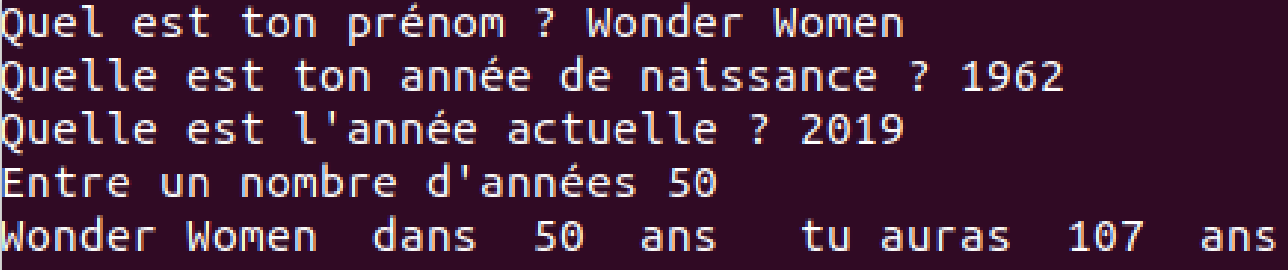 Quel est ton prénom ? Wonder Women
Quelle est ton année de naissance ? 1962
Quelle est l'année actuelle ? 2019
Entre un nombre d'années 50
Wonder Women  dans  50  ans   tu auras  107  ans